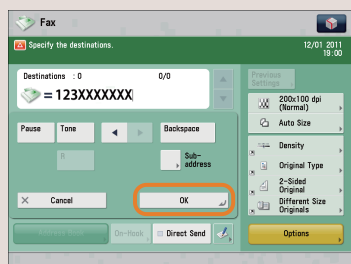 Fax
Specify the destinations.
12/01 2011
19:00
Destinations : 0 0/0
= 123XXXXXXX
Previous
Settings
200x100 dpi
(Normal)
Auto Size
Pause Tone Backspace
R Sub-
address
Density
Original Type
2-Sided
Original
Different Size
Originals
Cancel OK
Address Book On-Hook Direct Send
Options